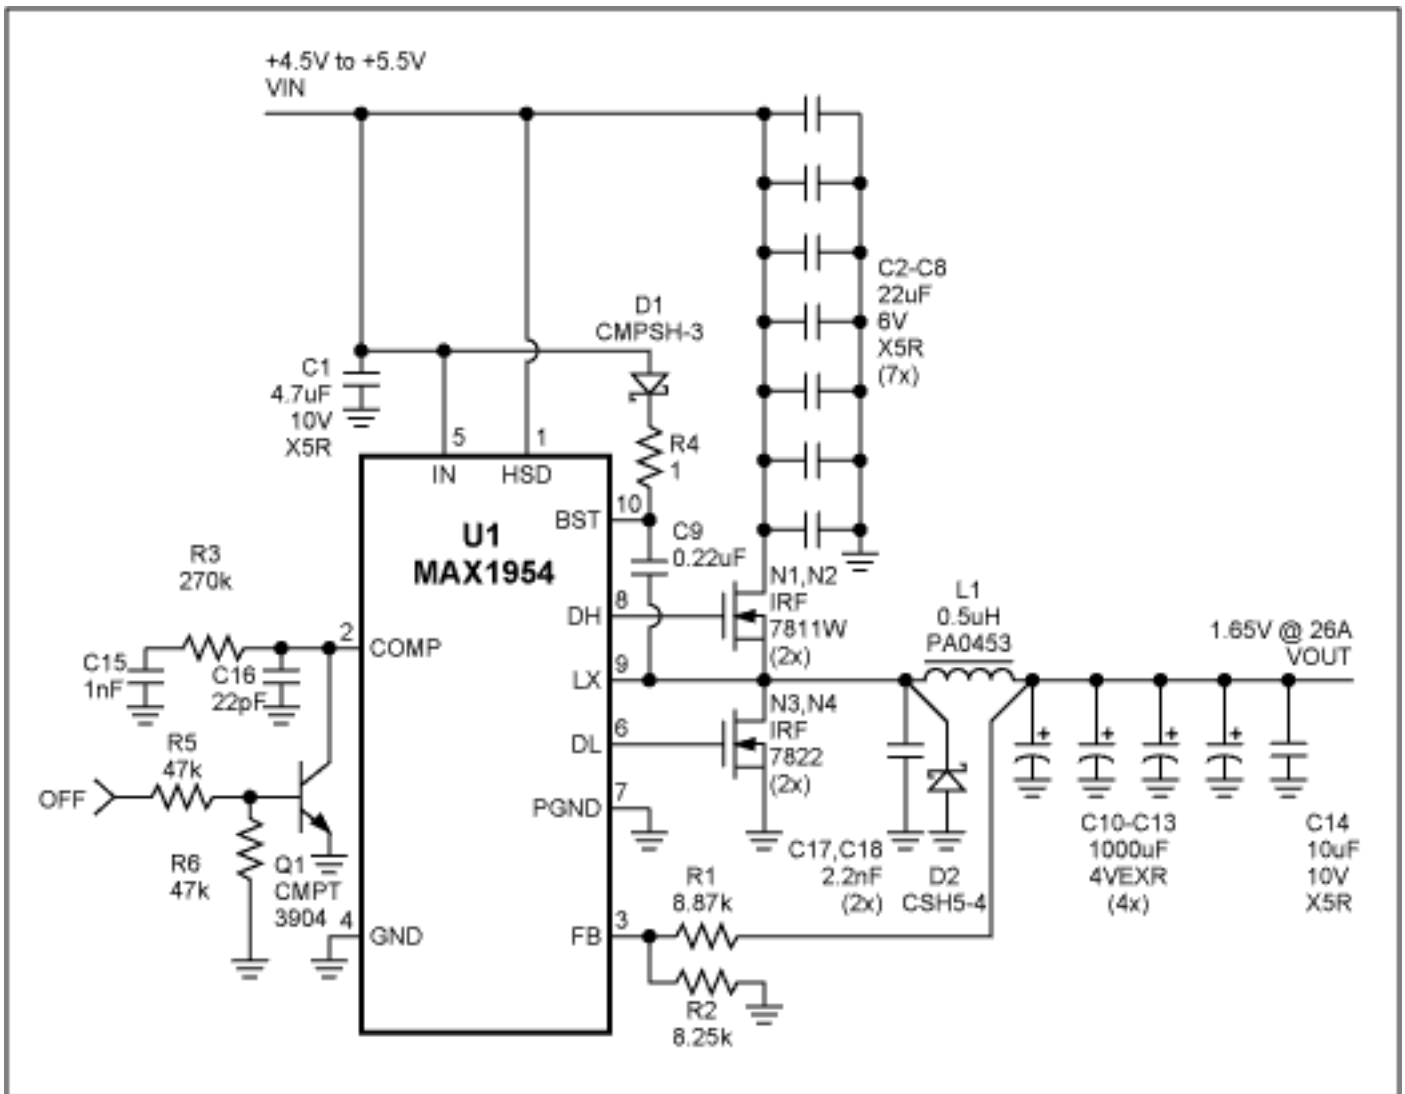 +4.5V to +5.5V
VIN
C2-C8
22uF
6V
X5R
(7x)
D1
CMPSH-3
C1
4.7uF
10V
X5R
5
1
R4
1
IN
HSD
10
BST
C9
0.22uF
U1
MAX1954
R3
270k
N1,N2
IRF
7811W
(2x)
8
DH
L1
0.5uH
PA0453
1.65V @ 26A
VOUT
2
COMP
C15
1nF
C16
22pF
9
LX
N3,N4
IRF
7822
(2x)
6
DL
R5
47k
OFF
7
PGND
R6
47k
Q1
CMPT
3904
C17,C18
2.2nF
(2x)
D2
CSH5-4
C10-C13
1000uF
4VEXR
(4x)
C14
10uF
10V
X5R
R1
8.87k
4
GND
3
FB
R2
8.25k